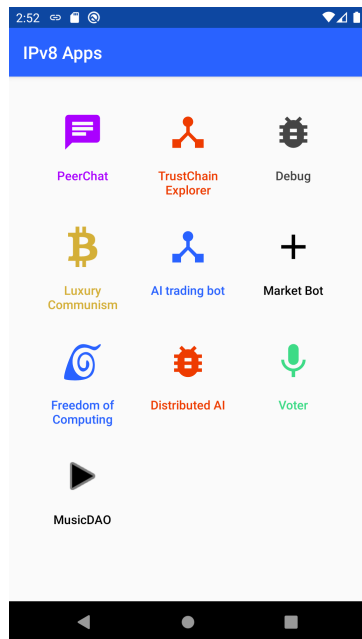 2:52
IPv8 Apps
PeerChat
TrustChain
Explorer
Debug
Luxury
Communism
AI trading bot
Market Bot
Freedom of
Computing
Distributed AI
Voter
MusicDAO